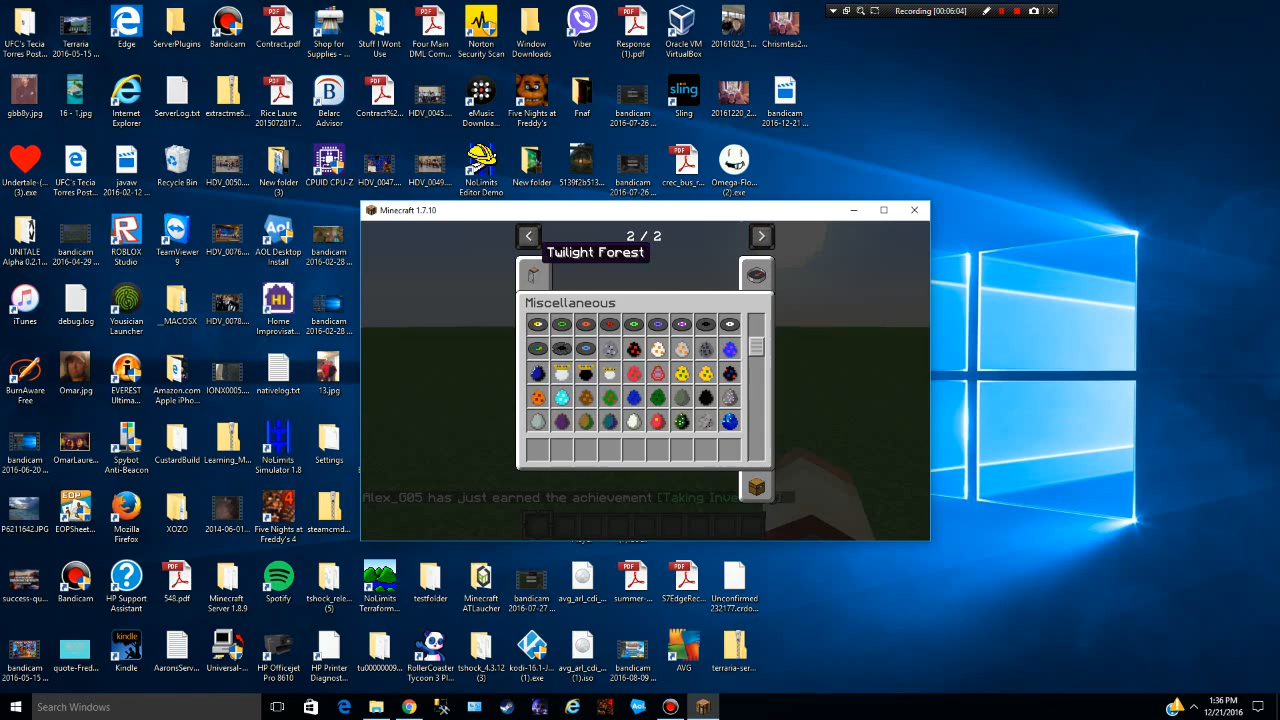 Recording [00:06:04]
UFC's Tecia
Torres Post...
Terraria
2016-05-15 ...
Edge
ServerPlugins
Bandicam
Contract.pdf
Shop for
Supplies - ...
Stuff I Wont
Use
Four Main
DML Com...
Norton
Security Scan
Window
Downloads
Viber
Response
(1).pdf
Oracle VM
VirtualBox
20161028_1...
Chrismtas2...
gbb8y.jpg
16 - 1.jpg
Internet
Explorer
ServerLog.txt
extractme6...
Rice Laure
2015072817...
Belarc
Advisor
Contract%2...
HDV_0045....
eMusic
Downloa...
Five Nights at
Freddy's
Fnaf
bandicam
2016-07-26 ...
sling
Sling
20161220_2...
bandicam
2016-12-21 ...
Undertale-(...
(3).exe
UFC's Tecia
Torres Post...
javaw
2016-02-12 ...
Recycle Bin
HDV_0050....
New folder
(3)
CPUID CPU-Z
HDV_0047....
HDV_0049....
NoLimits
Editor Demo
New folder
5139f2b513...
bandicam
2016-07-26 ...
crec_bus_r...
Omega-Flo...
(2).exe
UNITALE
Alpha 0.2.1...
bandicam
2016-04-29 ...
ROBLOX
Studio
TeamViewer
9
HDV_0076....
AOL Desktop
Install
bandicam
2016-02-28 ...
Minecraft 1.7.10
2 / 2
Twilight Forest
Miscellaneous
Alex_G05 has just earned the achievement [Taking Inve
iTunes
debug.log
Yousician
Launcher
__MACOSX
HDV_0078....
Home
Improvisat...
bandicam
2016-02-28 ...
BurnAware
Free
Omar.jpg
EVEREST
Ultima...
Amazon.com
Apple iPho...
IONX0005....
nativelog.txt
13.jpg
bandicam
2016-06-20 ...
OmarLaure...
Spybot
Anti-Beacon
CustardBuild
Learning_M...
NoLimits
Simulator 1.8
Settings
P6211642.JPG
EOP
EOPSheet...
Mozilla
Firefox
XOZO
2014-06-01...
Five Nights at
Freddy's 4
steamcmd...
success-qu...
Bandicam
HP Support
Assistant
548.pdf
Minecraft
Server 1.8.9
Spotify
tshock_rele...
(5)
NoLimits
Terraform...
testfolder
Minecraft
ATLaucher
bandicam
2016-07-27 ...
avg_arl_cdi_...
summer-...
S7EdgeRec...
Unconfirmed
232177.crdo...
bandicam
2016-05-15 ...
quote-Fred...
kindle
Kindle
AaronsServ...
Universal-...
HP Officejet
Pro 8610
HP Printer
Diagnost...
tu00000009...
RollerCoaster
Tycoon 3 Pl...
tshock_4.3.12
(3)
kodi-16.1-J...
(1).exe
avg_arl_cdi_...
(1).iso
bandicam
2016-08-09 ...
AVG
terraria-ser...
Search Windows
Aol.
1:36 PM
12/21/2016